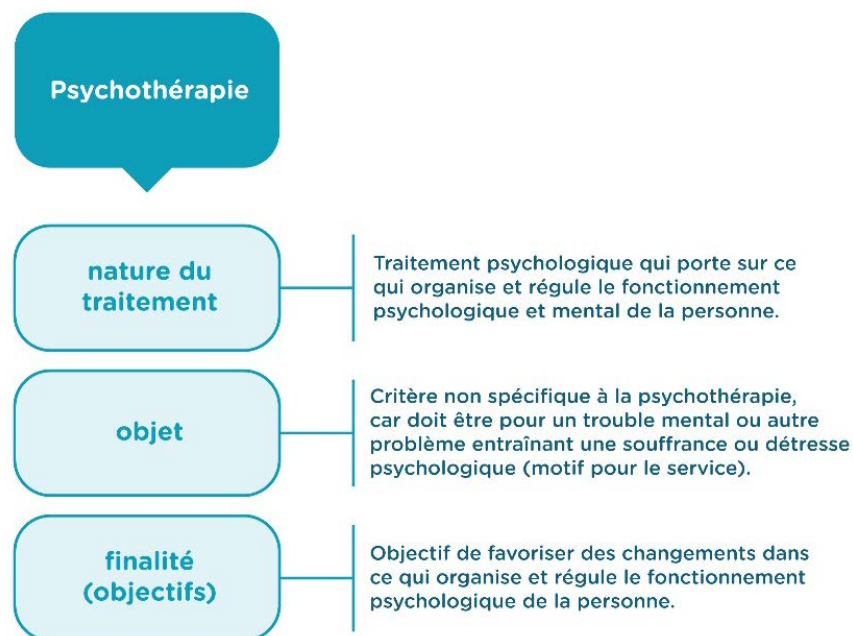 Psychothérapie
nature du
traitement
Traitement psychologique qui porte sur ce
qui organise et régule le fonctionnement
psychologique et mental de la personne.
objet
Critère non spécifique à la psychothérapie,
car doit être pour un trouble mental ou autre
problème entraînant une souffrance ou détresse
psychologique (motif pour le service).
finalité
(objectifs)
Objectif de favoriser des changements dans
ce qui organise et régule le fonctionnement
psychologique de la personne.